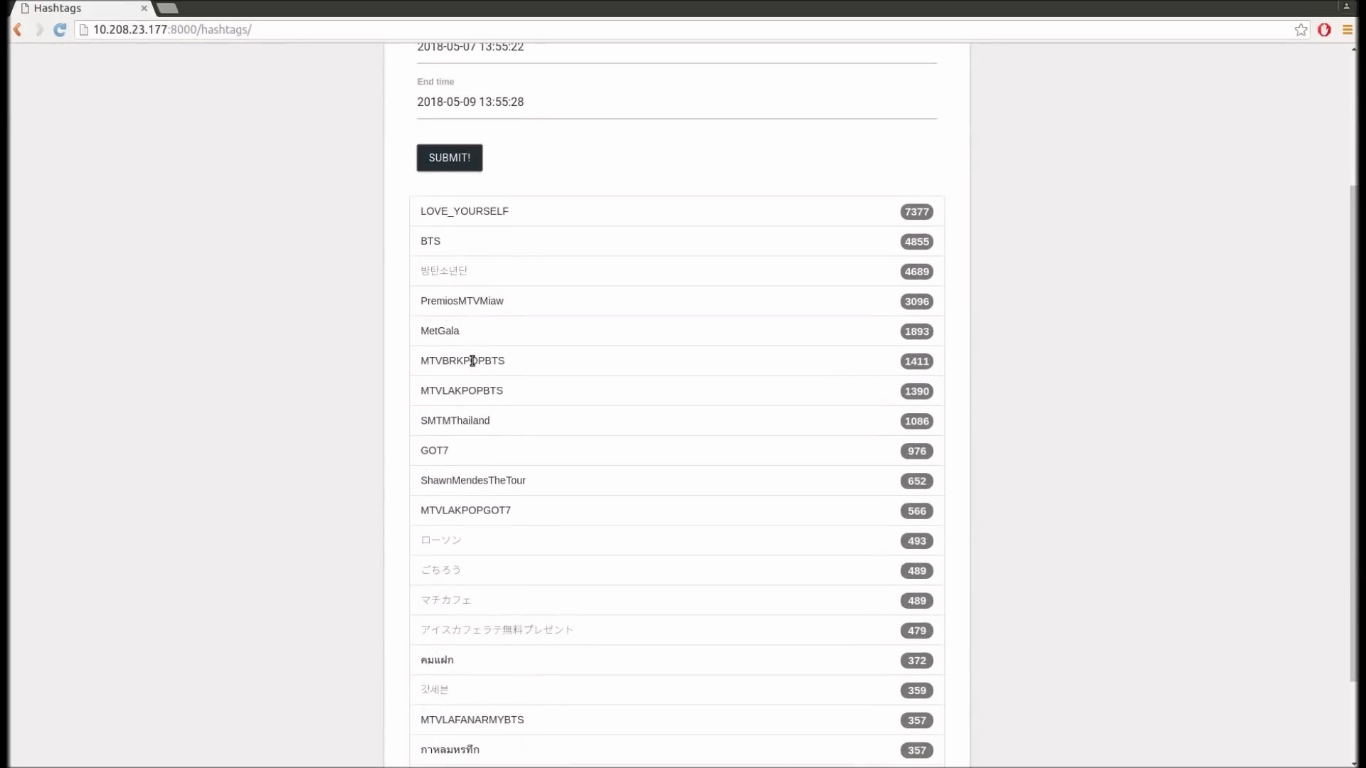 Hashtags
10.208.23.177:8000/hashtags/
2018-05-07 13:55:22
End time
2018-05-09 13:55:28
SUBMIT!
LOVE_YOURSELF 7377
BTS 4855
방탄소년단 4689
PremiosMTVMiaw 3096
MetGala 1893
MTVBRKPOPBTS 1411
MTVLAKPOPBTS 1390
SMTMThailand 1086
GOT7 976
ShawnMendesTheTour 652
MTVLAKPOPGOT7 566
ローソン 493
ごちろう 489
マチカフェ 489
アイスカフェラテ無料プレゼント 479
คมแฝก 372
갓세븐 359
MTVLAFANARMYBTS 357
กาหลมหรทึก 357